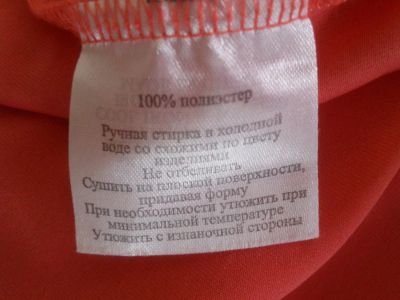 100% полиэстер
Ручная стирка в холодной
воде со схожими по цвету
изделиями
Не отбеливать
Сушить на плоской поверхности,
придавая форму
При необходимости утюжить при
минимальной температуре
Утюжить с изнаночной стороны